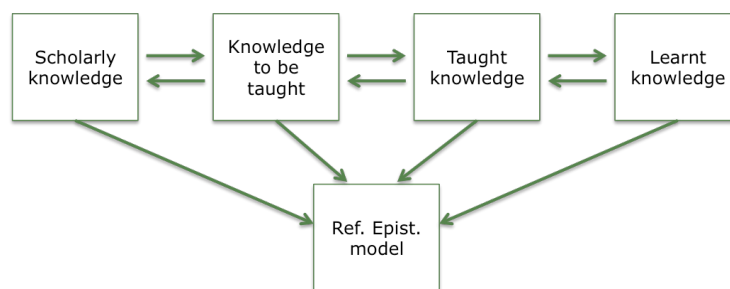 Scholarly
knowledge
Knowledge
to be
taught
Taught
knowledge
Learnt
knowledge
Ref. Epist.
model